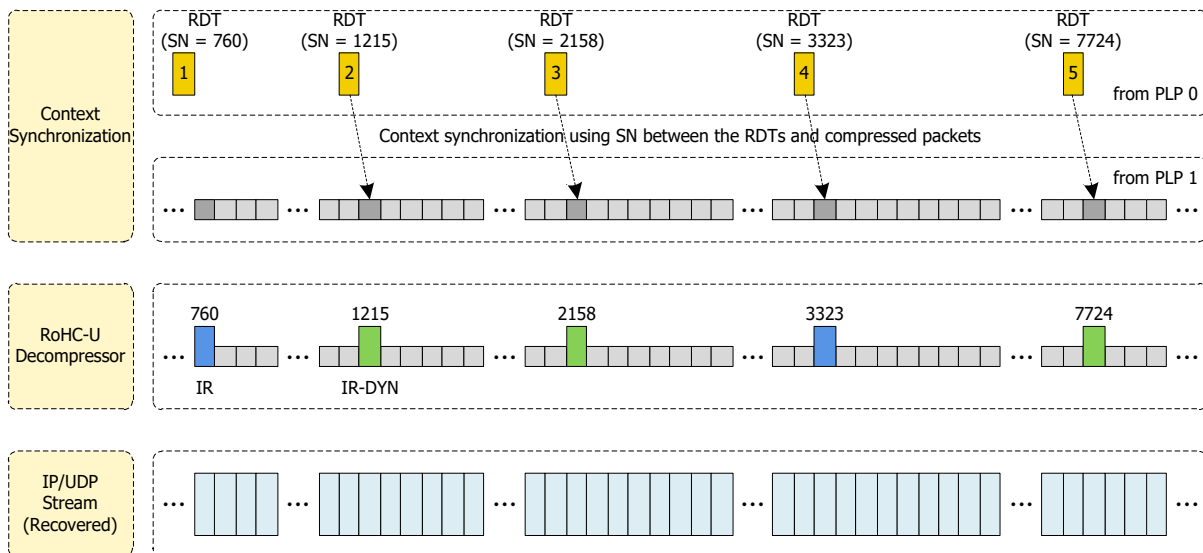 RDT
(SN = 760)
RDT
(SN = 1215)
RDT
(SN = 2158)
RDT
(SN = 3323)
RDT
(SN = 7724)
1
2
3
4
5
from PLP 0
Context
Synchronization
Context synchronization using SN between the RDTs and compressed packets
from PLP 1
... ... ... ... ... ...
RoHC-U
Decompressor
760
1215
2158
3323
7724
... ... ... ... ... ...
IR
IR-DYN
IP/UDP
Stream
(Recovered)
... ... ... ... ... ...